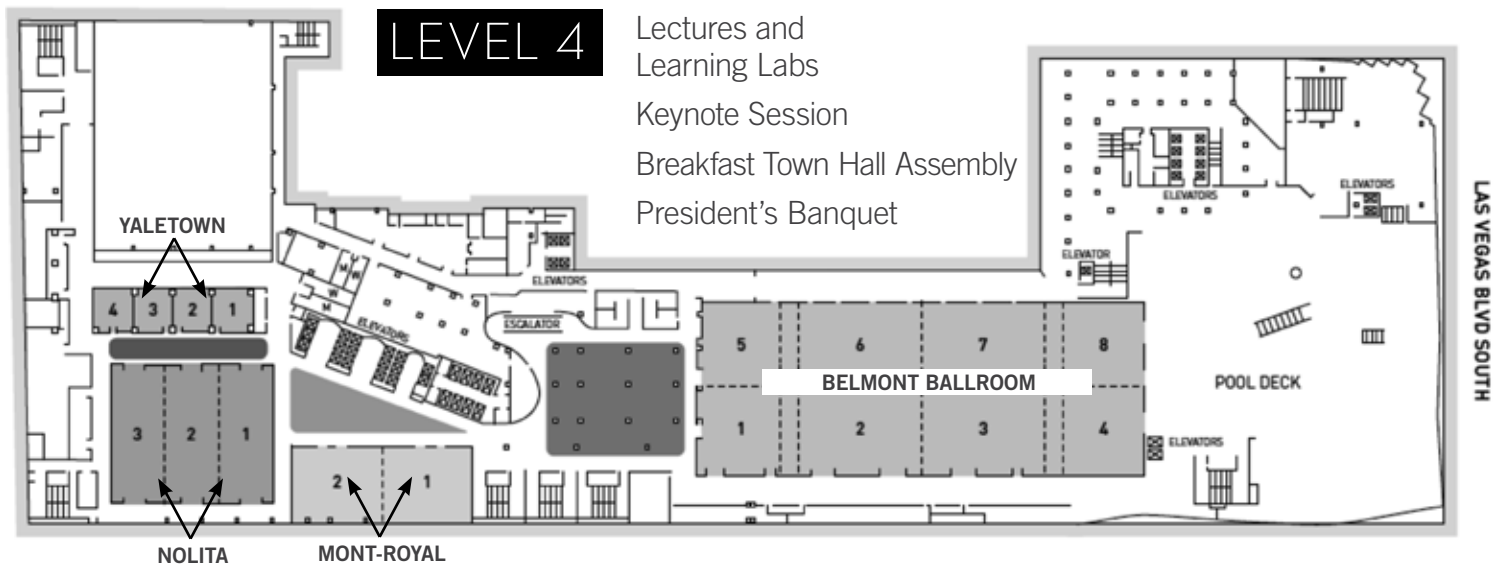 LEVEL 4
Lectures and
Learning Labs
Keynote Session
Breakfast Town Hall Assembly
President’s Banquet
YALETOWN
4 3 2 1
3 2 1
NOLITA
2 1
MONT-ROYAL
ELEVATORS
ELEVATORS
ESCALATOR
5 6 7 8
BELMONT BALLROOM
1 2 3 4
ELEVATORS
ELEVATORS
ELEVATOR
POOL DECK
ELEVATORS
LAS VEGAS BLVD SOUTH